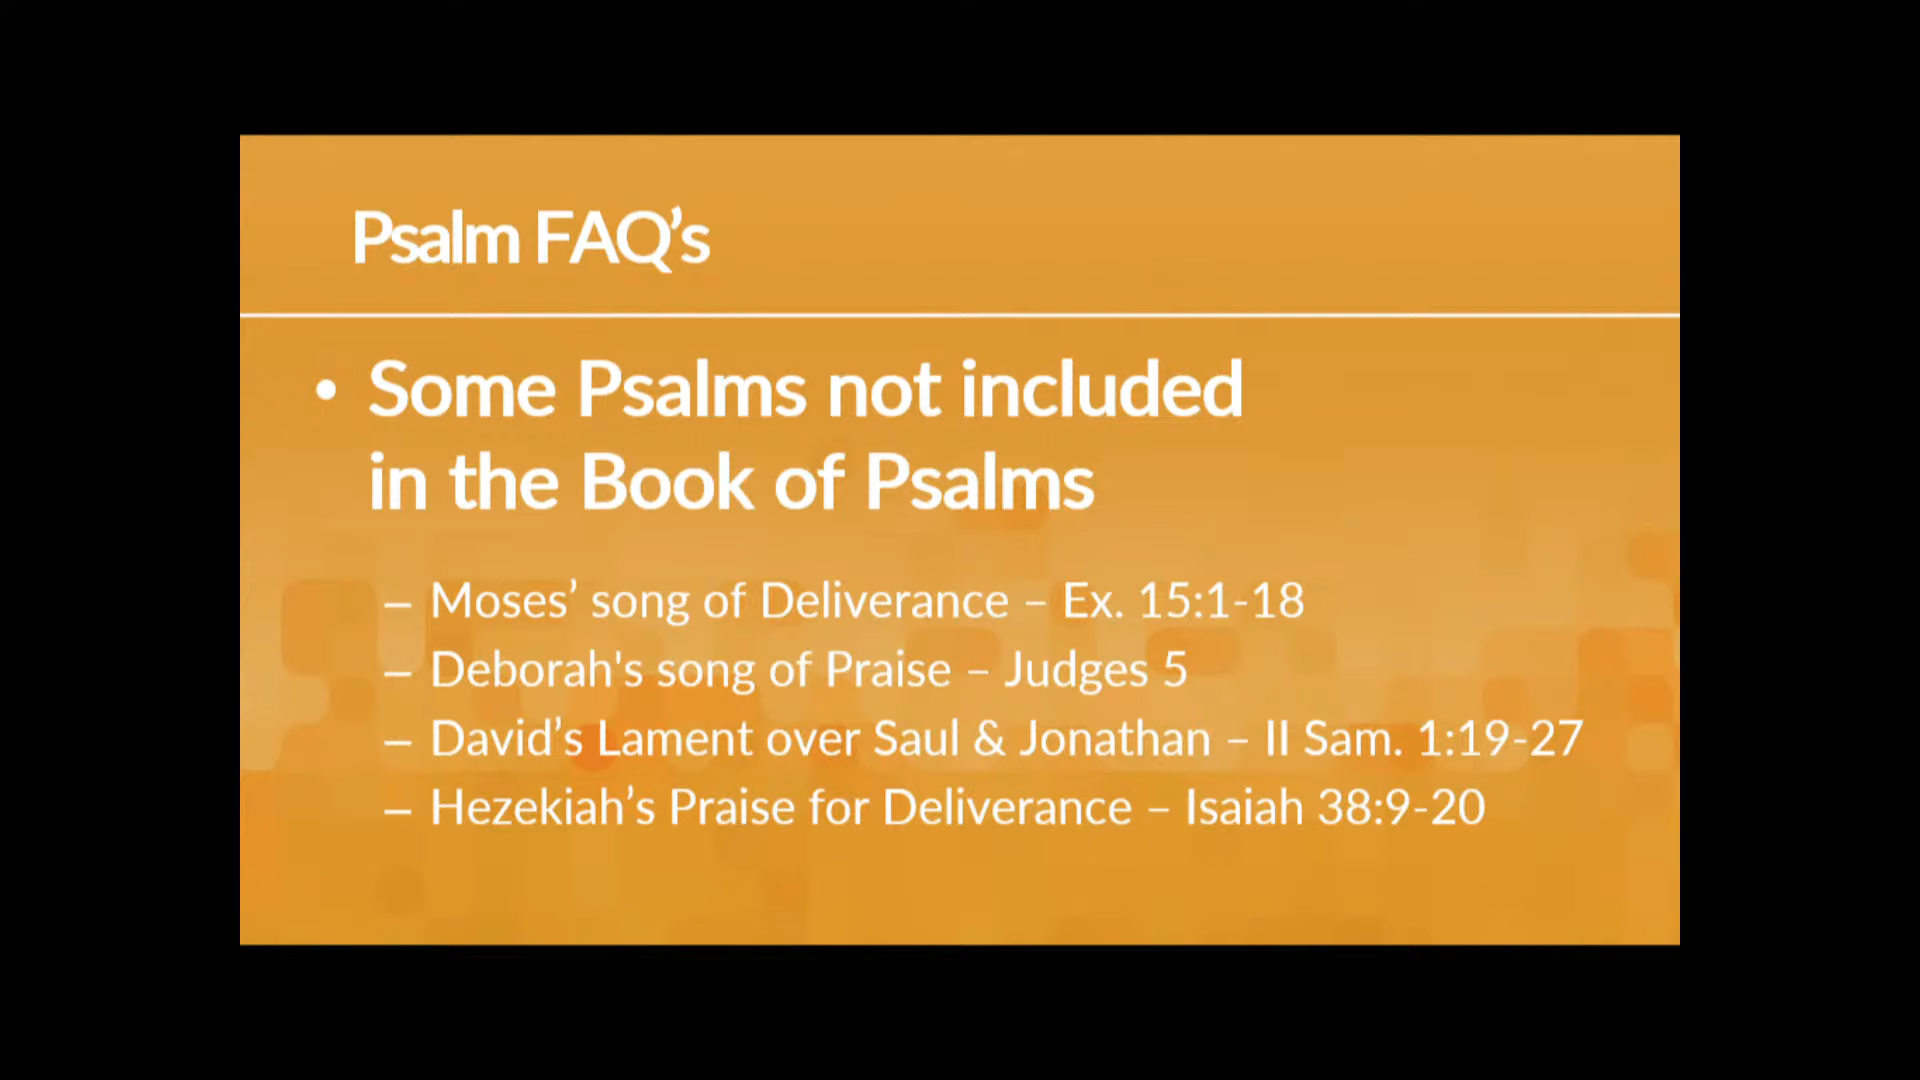 Psalm FAQ’s
• Some Psalms not included
in the Book of Psalms
– Moses’ song of Deliverance – Ex. 15:1-18
– Deborah's song of Praise – Judges 5
– David’s Lament over Saul & Jonathan – II Sam. 1:19-27
– Hezekiah’s Praise for Deliverance – Isaiah 38:9-20